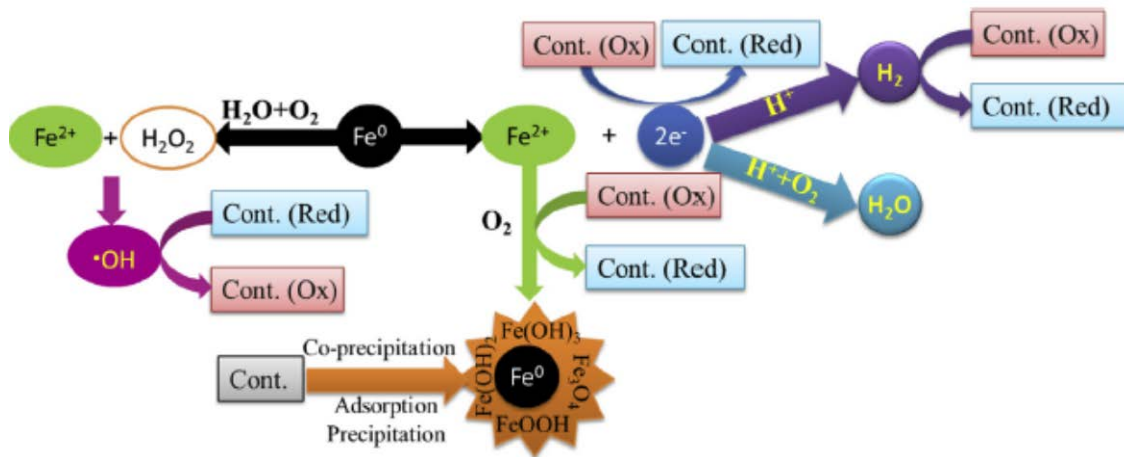 Cont. (Ox)
Cont. (Red)
H₂
Cont. (Ox)
H⁺
Cont. (Red)
Fe²⁺
+
H₂O₂
H₂O+O₂
Fe⁰
Fe²⁺
+
2e⁻
H⁺+O₂
H₂O
Cont. (Ox)
O₂
Cont. (Red)
Cont. (Red)
•OH
Cont. (Ox)
Cont.
Co-precipitation
Adsorption
Precipitation
Fe(OH)₂
Fe(OH)₃
Fe₃O₄
FeOOH
Fe⁰